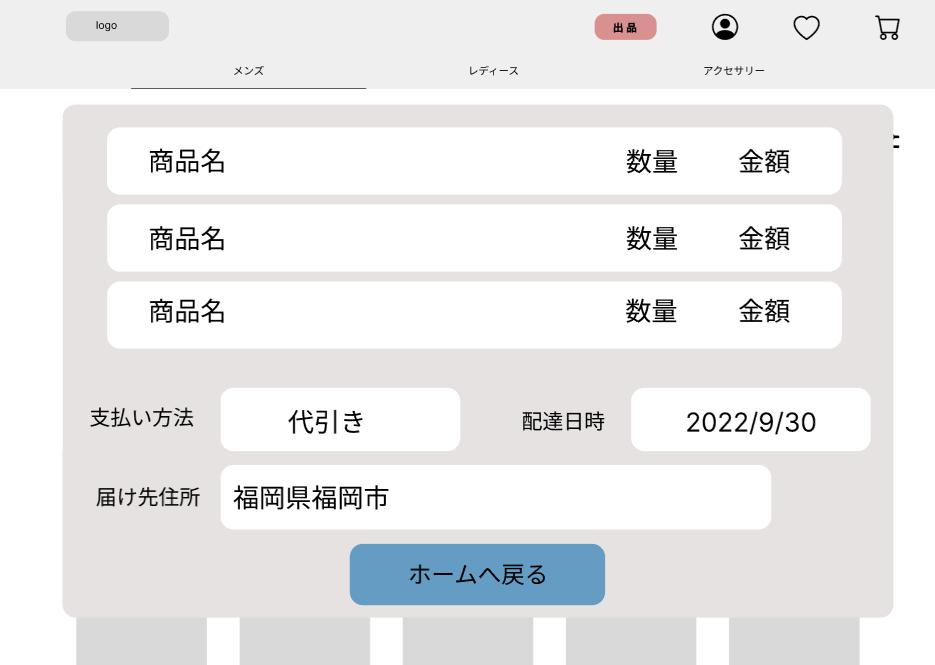 logo
出品
メンズ
レディース
アクセサリー
商品名 数量 金額
商品名 数量 金額
商品名 数量 金額
支払い方法 代引き 配達日時 2022/9/30
届け先住所 福岡県福岡市
ホームへ戻る